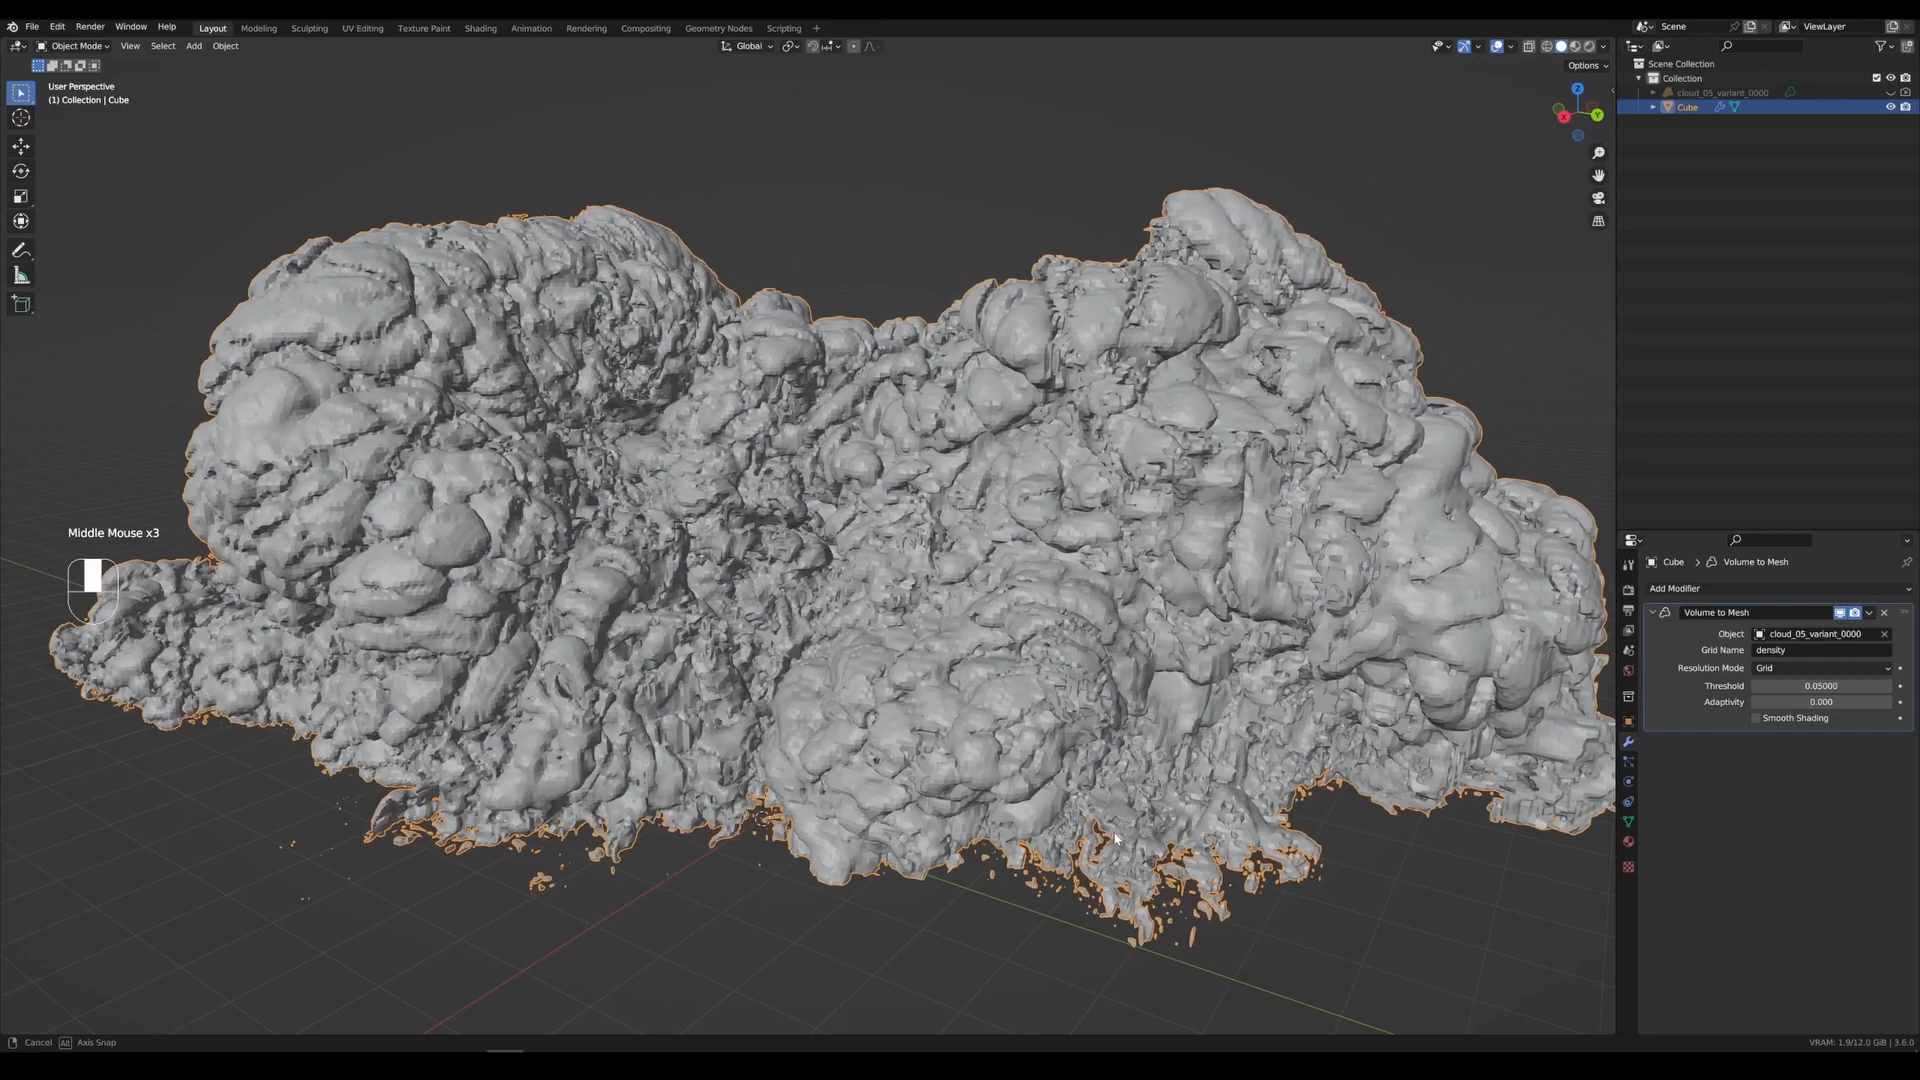 File Edit Render Window Help Layout Modeling Sculpting UV Editing Texture Paint Shading Animation Rendering Compositing Geometry Nodes Scripting + Scene ViewLayer
Object Mode View Select Add Object Global
Options
User Perspective
(1) Collection | Cube
Z
X
Y
Scene Collection
Collection
cloud_05_variant_0000
Cube
Middle Mouse x3
Cube > Volume to Mesh
Add Modifier
Volume to Mesh
Object cloud_05_variant_0000
Grid Name density
Resolution Mode Grid
Threshold 0.05000
Adaptivity 0.000
Smooth Shading
Cancel Alt Axis Snap VRAM: 1.9/12.0 GiB | 3.6.0